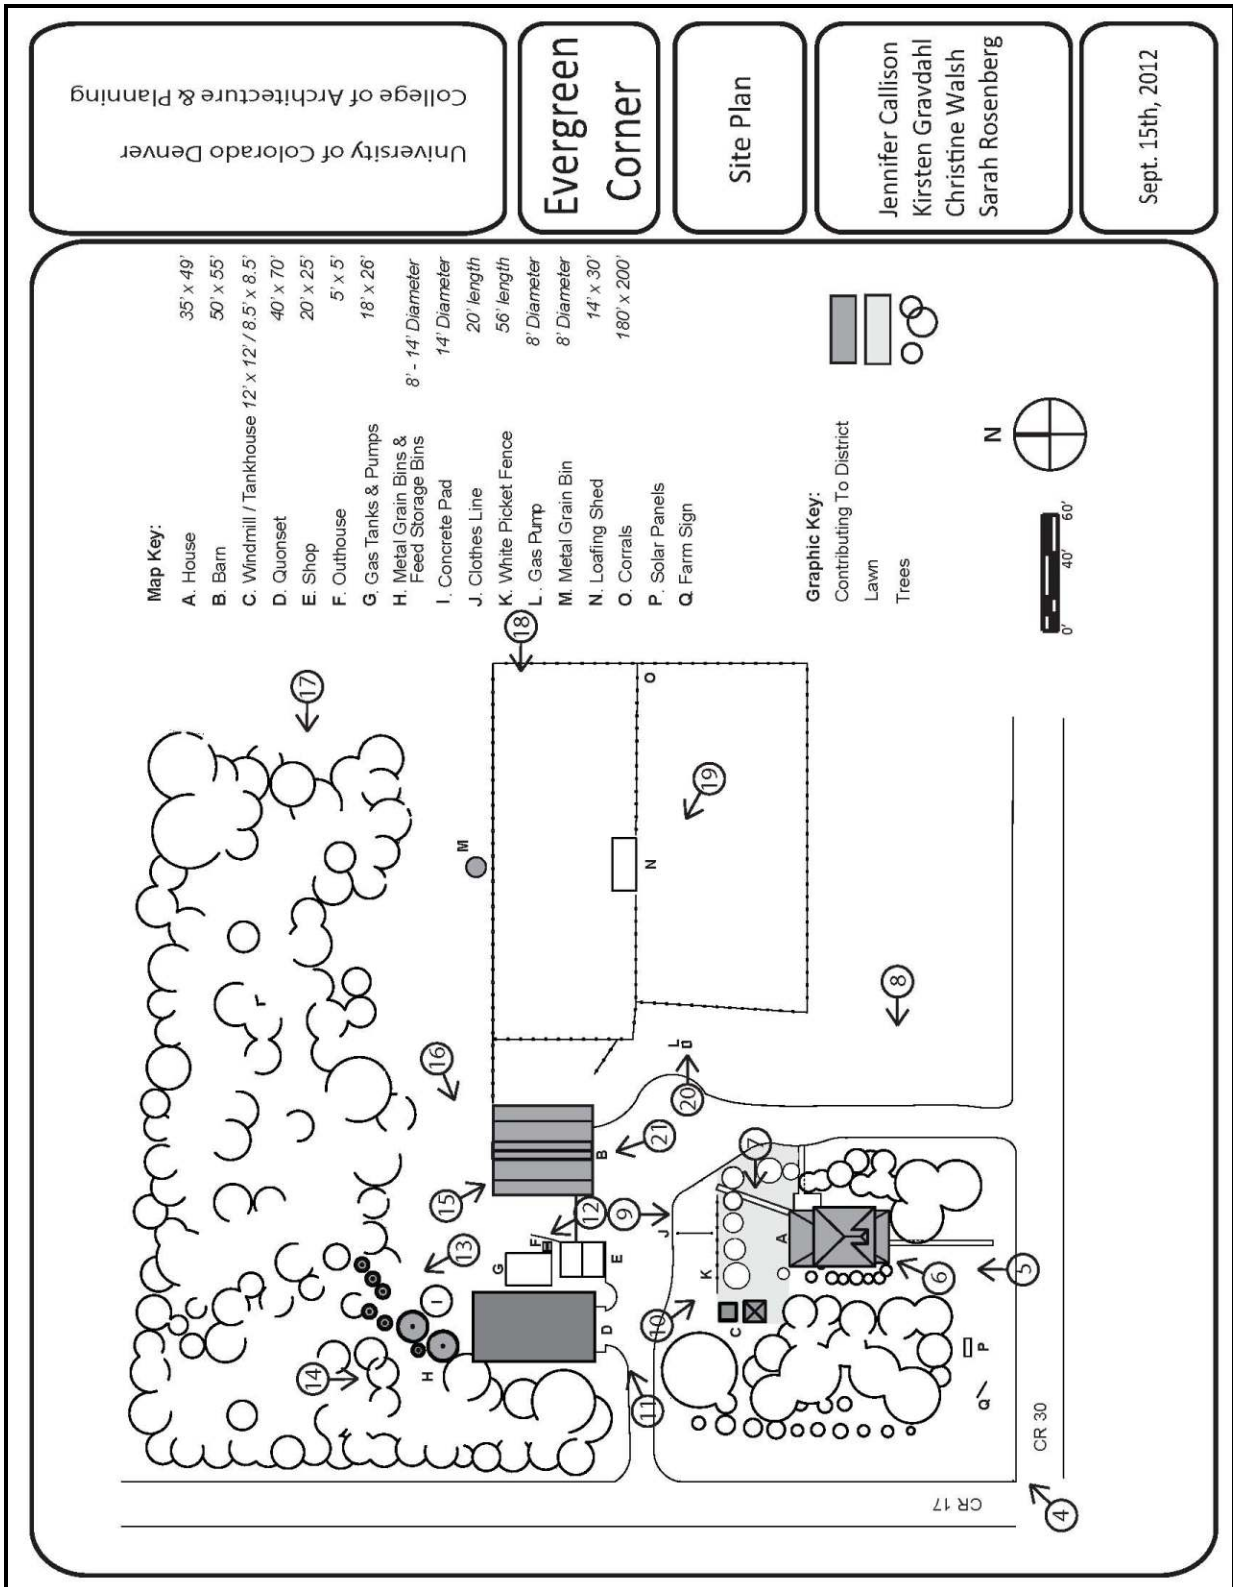 University of Colorado Denver
College of Architecture & Planning
Evergreen
Corner
Site Plan
Jennifer Callison
Kirsten Gravdahl
Christine Walsh
Sarah Rosenberg
Sept. 15th, 2012
Map Key:
A. House 35' x 49'
B. Barn 50' x 55'
C. Windmill / Tankhouse 12' x 12' / 8.5' x 8.5'
D. Quonset 40' x 70'
E. Shop 20' x 25'
F. Outhouse 5' x 5'
G. Gas Tanks & Pumps 18' x 26'
H. Metal Grain Bins &
Feed Storage Bins 8' - 14' Diameter
I. Concrete Pad 14' Diameter
J. Clothes Line 20' length
K. White Picket Fence 56' length
L. Gas Pump 8' Diameter
M. Metal Grain Bin 8' Diameter
N. Loafing Shed 14' x 30'
O. Corrals 180' x 200'
P. Solar Panels
Q. Farm Sign
Graphic Key:
Contributing To District
Lawn
Trees
N
0' 40' 60'
17
18
M
O
19
N
16
8
L
20
21
B
15
7
12
9
F
13
J
G
E
A
I
K
6
5
10
C
D
H
14
11
P
Q
CR 30
CR 17
4